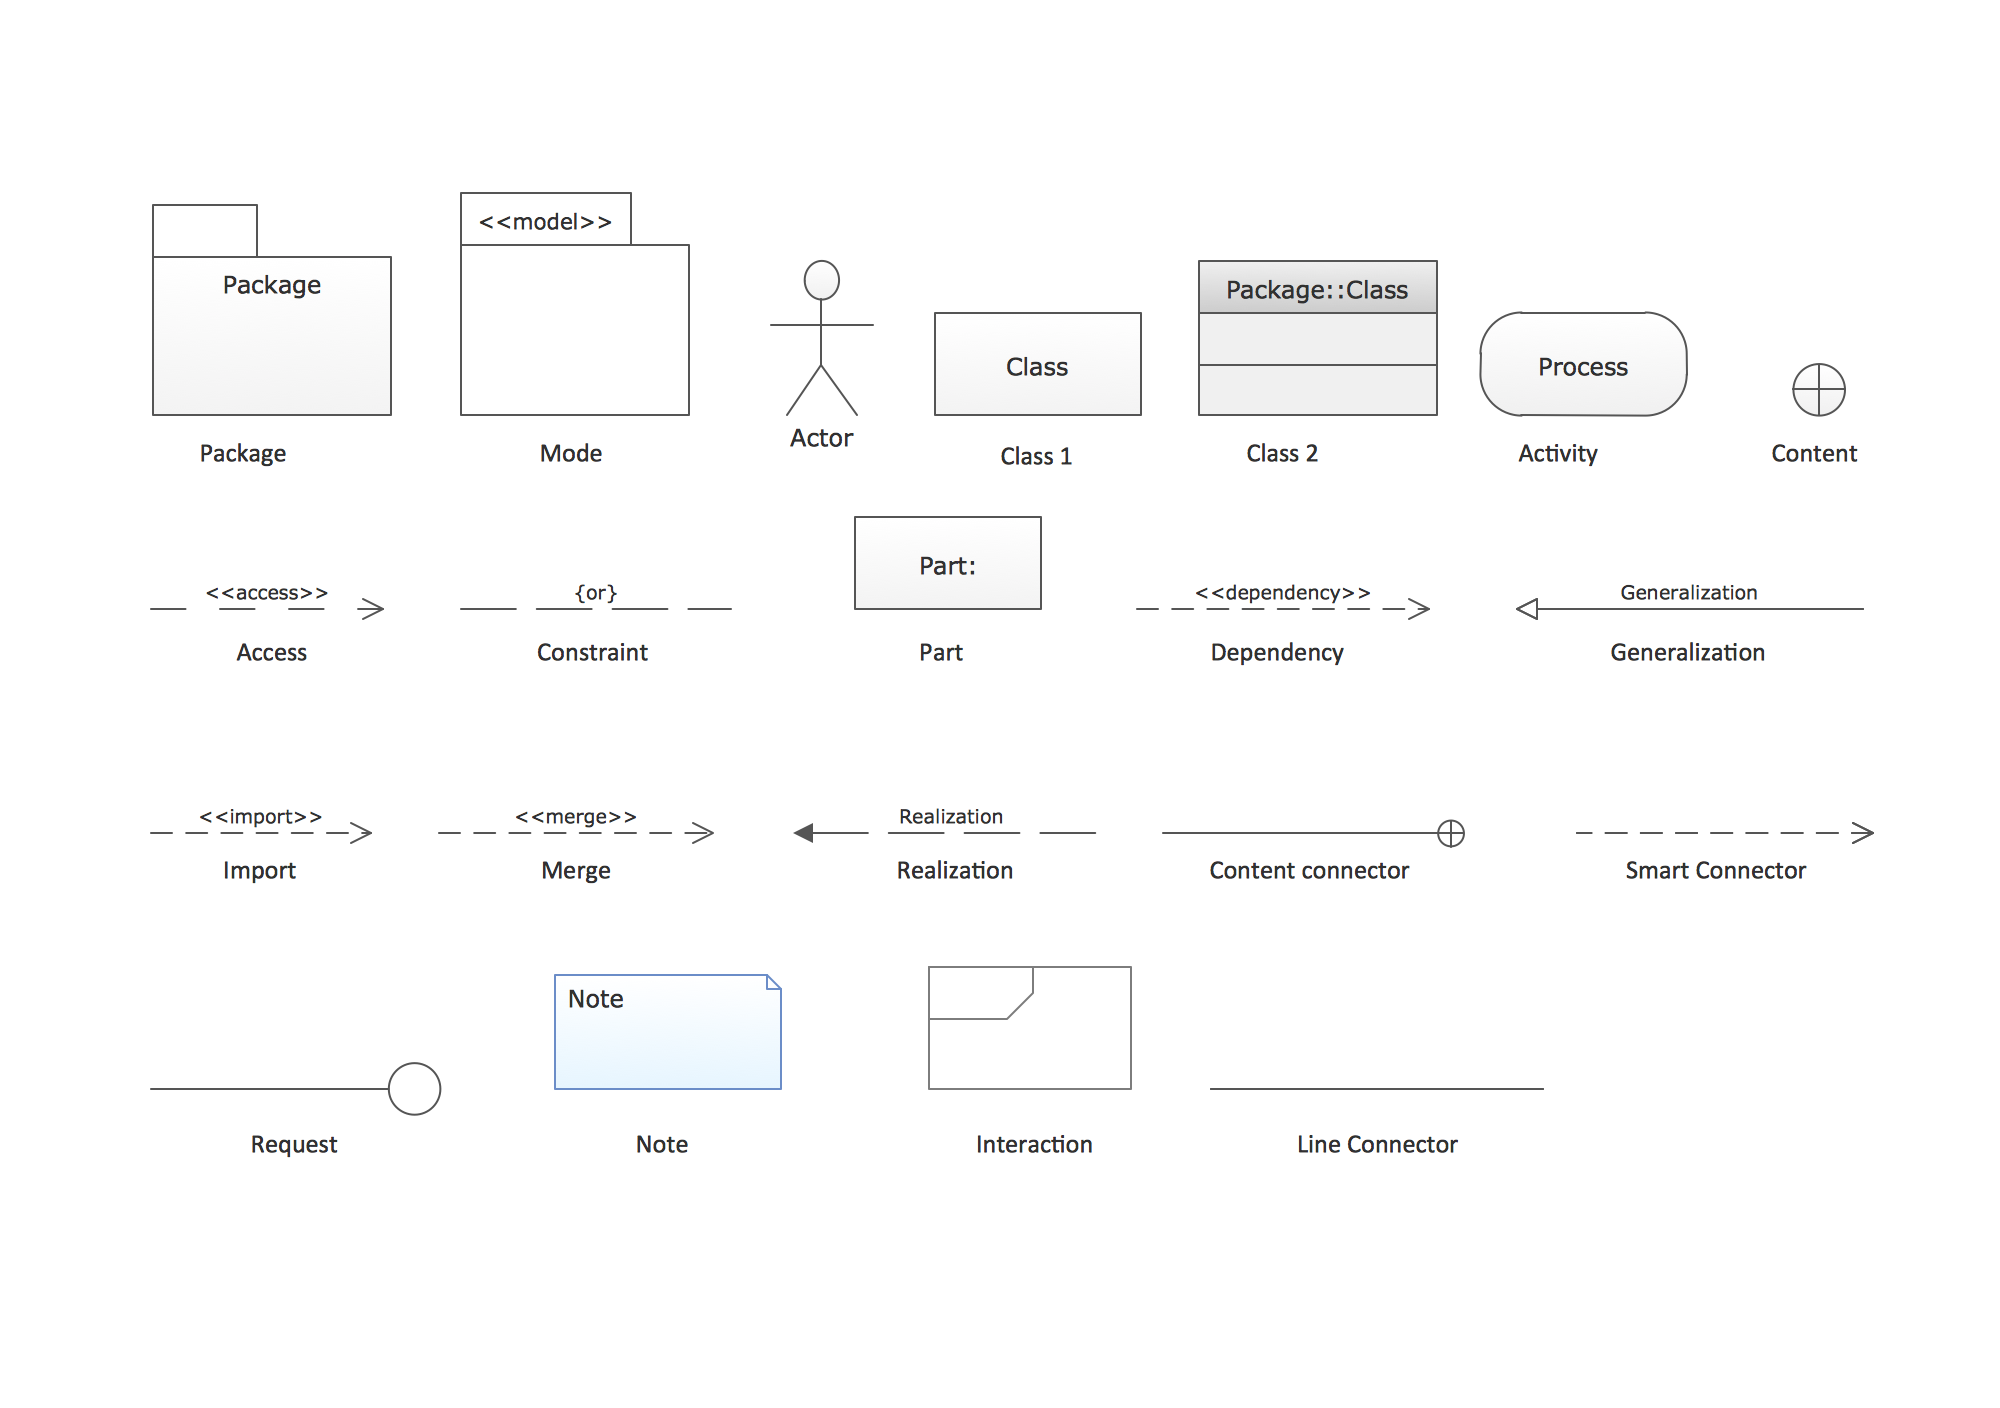 Package
<<model>>
Class
Package::Class
Process
Package
Mode
Actor
Class 1
Class 2
Activity
Content
<<access>>
{or}
Part:
<<dependency>>
Generalization
Access
Constraint
Part
Dependency
Generalization
<<import>>
<<merge>>
Realization
Import
Merge
Realization
Content connector
Smart Connector
Note
Request
Note
Interaction
Line Connector